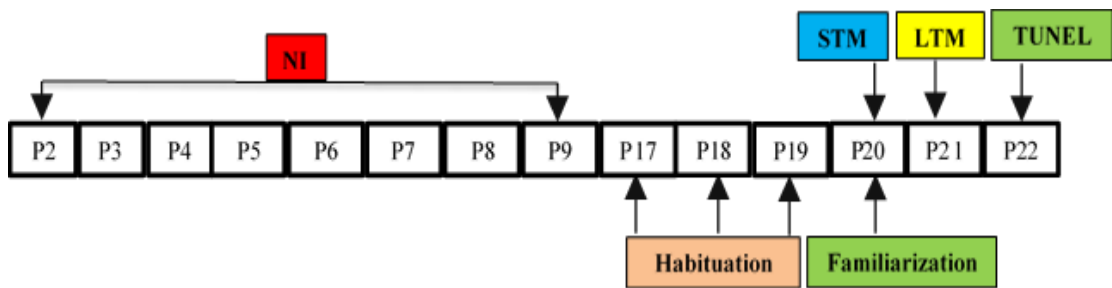 STM LTM TUNEL
NI
P2 P3 P4 P5 P6 P7 P8 P9 P17 P18 P19 P20 P21 P22
Habituation Familiarization